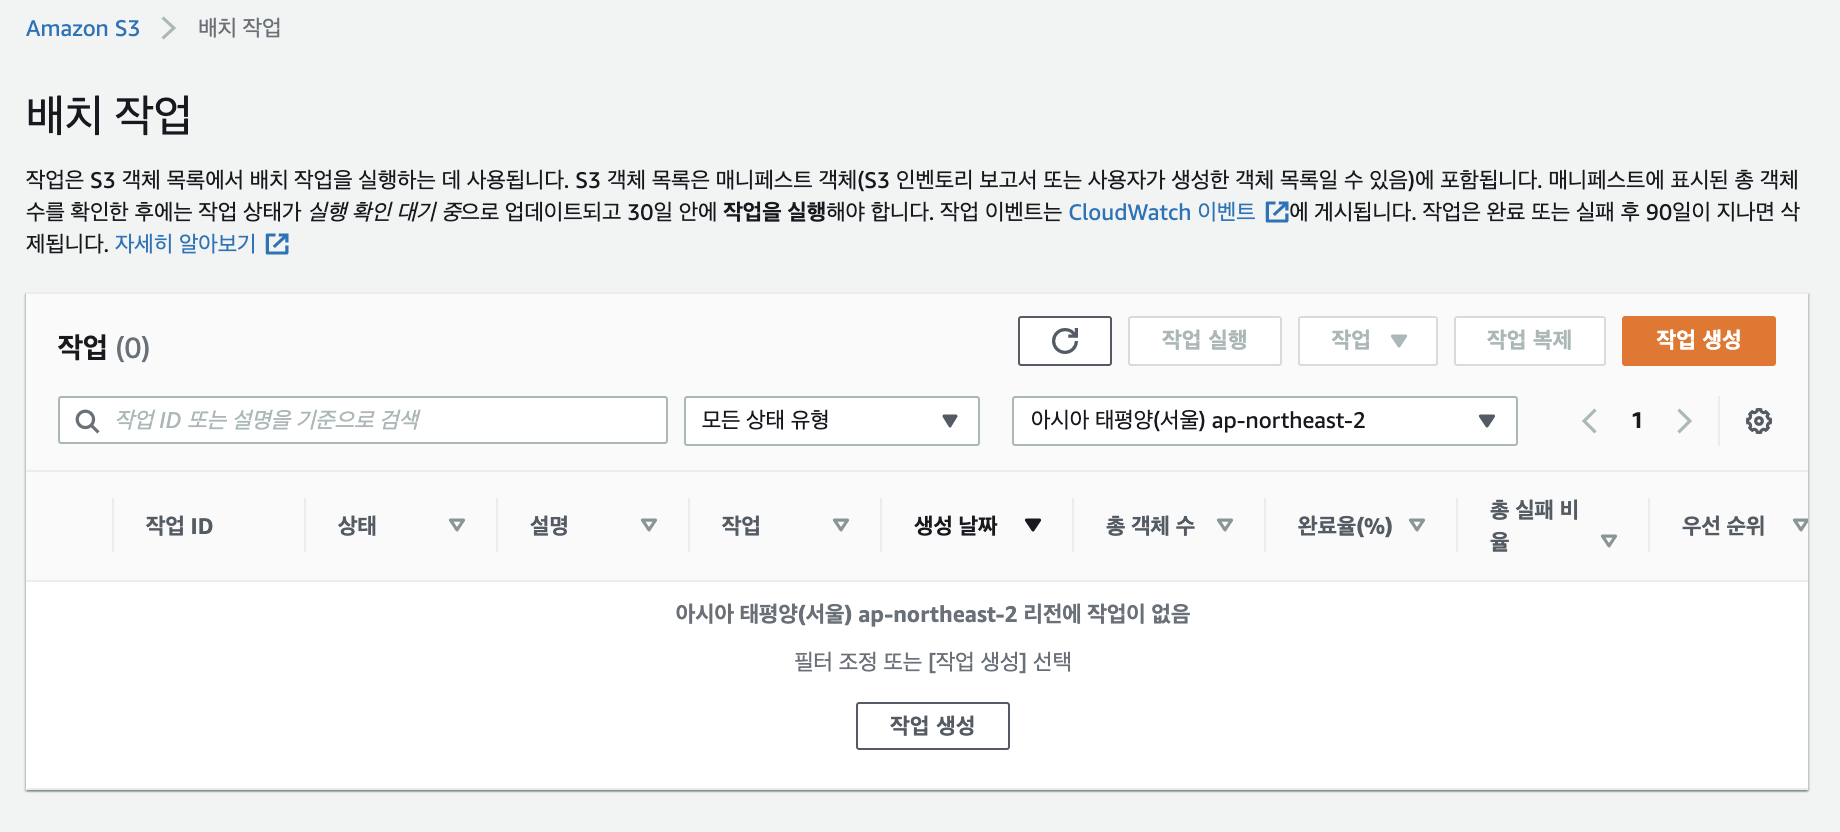 Amazon S3 > 배치 작업
배치 작업
작업은 S3 객체 목록에서 배치 작업을 실행하는 데 사용됩니다. S3 객체 목록은 매니페스트 객체(S3 인벤토리 보고서 또는 사용자가 생성한 객체 목록일 수 있음)에 포함됩니다. 매니페스트에 표시된 총 객체
수를 확인한 후에는 작업 상태가 실행 확인 대기 중으로 업데이트되고 30일 안에 작업을 실행해야 합니다. 작업 이벤트는 CloudWatch 이벤트 에 게시됩니다. 작업은 완료 또는 실패 후 90일이 지나면 삭
제됩니다. 자세히 알아보기
작업 (0)
작업 실행
작업
작업 복제
작업 생성
작업 ID 또는 설명을 기준으로 검색
모든 상태 유형
아시아 태평양(서울) ap-northeast-2
1
작업 ID
상태
설명
작업
생성 날짜
총 객체 수
완료율(%)
총 실패 비
율
우선 순위
아시아 태평양(서울) ap-northeast-2 리전에 작업이 없음
필터 조정 또는 [작업 생성] 선택
작업 생성